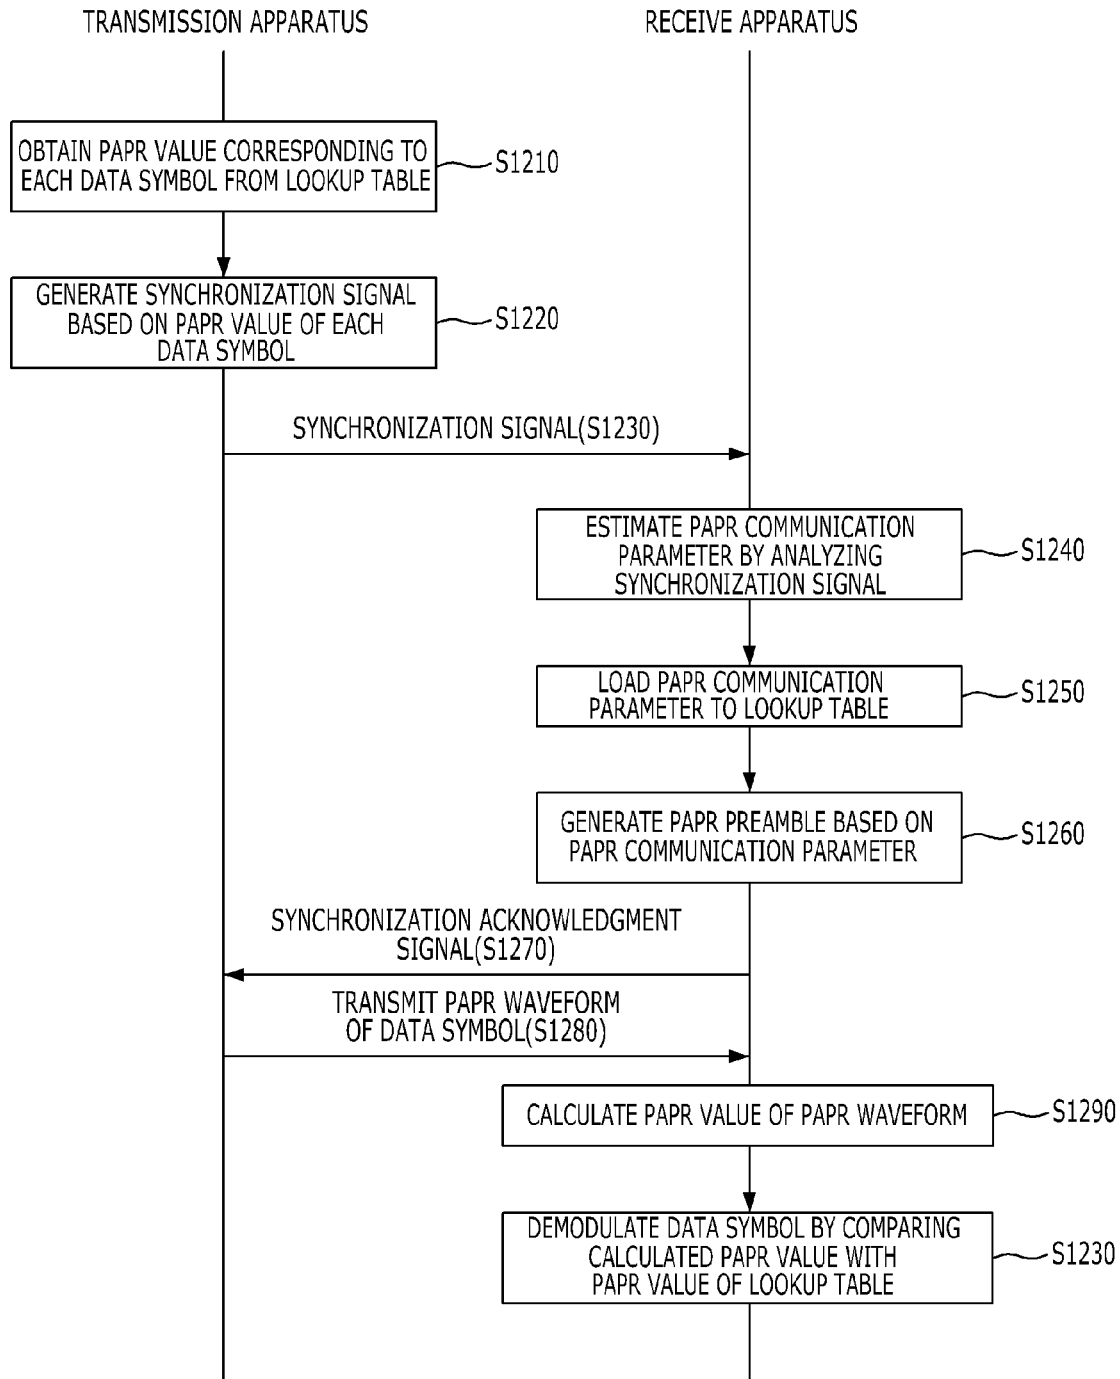 TRANSMISSION APPARATUS
RECEIVE APPARATUS
OBTAIN PAPR VALUE CORRESPONDING TO
EACH DATA SYMBOL FROM LOOKUP TABLE
S1210
GENERATE SYNCHRONIZATION SIGNAL
BASED ON PAPR VALUE OF EACH
DATA SYMBOL
S1220
SYNCHRONIZATION SIGNAL(S1230)
ESTIMATE PAPR COMMUNICATION
PARAMETER BY ANALYZING
SYNCHRONIZATION SIGNAL
S1240
LOAD PAPR COMMUNICATION
PARAMETER TO LOOKUP TABLE
S1250
GENERATE PAPR PREAMBLE BASED ON
PAPR COMMUNICATION PARAMETER
S1260
SYNCHRONIZATION ACKNOWLEDGMENT
SIGNAL(S1270)
TRANSMIT PAPR WAVEFORM
OF DATA SYMBOL(S1280)
CALCULATE PAPR VALUE OF PAPR WAVEFORM
S1290
DEMODULATE DATA SYMBOL BY COMPARING
CALCULATED PAPR VALUE WITH
PAPR VALUE OF LOOKUP TABLE
S1230